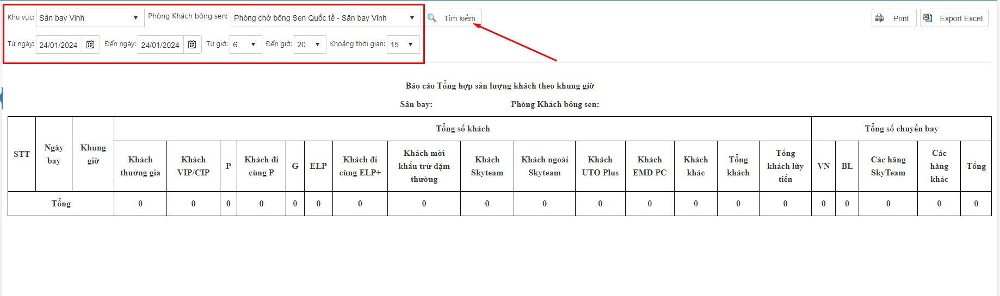 Khu vực: Sân bay Vinh Phòng Khách bông sen: Phòng chờ bông Sen Quốc tế - Sân bay Vinh Tìm kiếm Print Export Excel
Từ ngày: 24/01/2024 Đến ngày: 24/01/2024 Từ giờ: 6 Đến giờ: 20 Khoảng thời gian: 15
Báo cáo Tổng hợp sản lượng khách theo khung giờ
Sân bay: Phòng Khách bông sen:
STT
Ngày
bay
Khung
giờ
Tổng số khách
Tổng số chuyến bay
Khách
thương gia
Khách
VIP/CIP
P
Khách đi
cùng P
G
ELP
Khách đi
cùng ELP+
Khách mời
khấu trừ dặm
thường
Khách
Skyteam
Khách ngoài
Skyteam
Khách
UTO Plus
Khách
EMD PC
Khách
khác
Tổng
khách
Tổng
khách lũy
tiến
VN
BL
Các hãng
SkyTeam
Các
hãng
khác
Tổng
Tổng 0 0 0 0 0 0 0 0 0 0 0 0 0 0 0 0 0 0 0 0